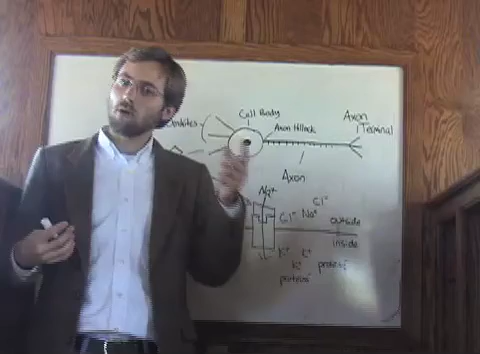 Cell Body
Axon
Terminal
Dendrites
Axon Hillock
Axon
Na+
Cl-
Cl- Na+
outside
inside
K+ K+
K+ protein-
proteins-